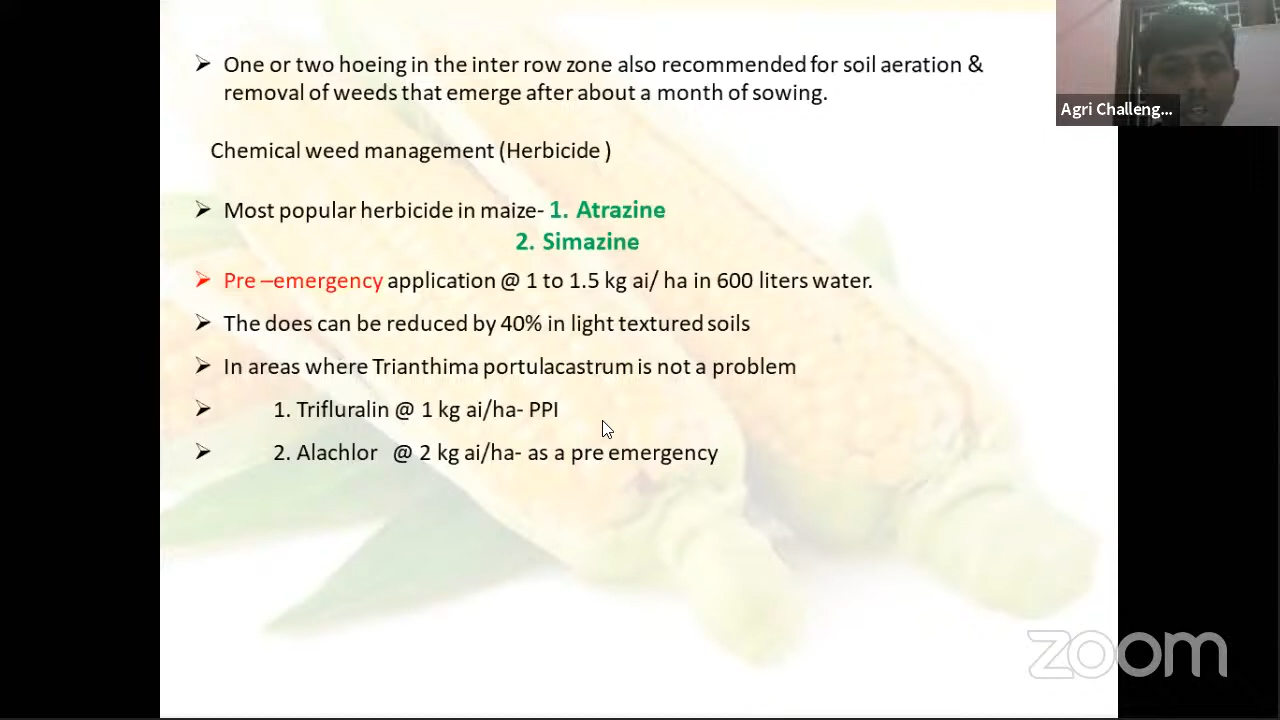 ➢ One or two hoeing in the inter row zone also recommended for soil aeration &
removal of weeds that emerge after about a month of sowing.
Agri Challeng...
Chemical weed management (Herbicide )
➢ Most popular herbicide in maize- 1. Atrazine
2. Simazine
➢ Pre –emergency application @ 1 to 1.5 kg ai/ ha in 600 liters water.
➢ The does can be reduced by 40% in light textured soils
➢ In areas where Trianthima portulacastrum is not a problem
➢ 1. Trifluralin @ 1 kg ai/ha- PPI
➢ 2. Alachlor @ 2 kg ai/ha- as a pre emergency
zoom